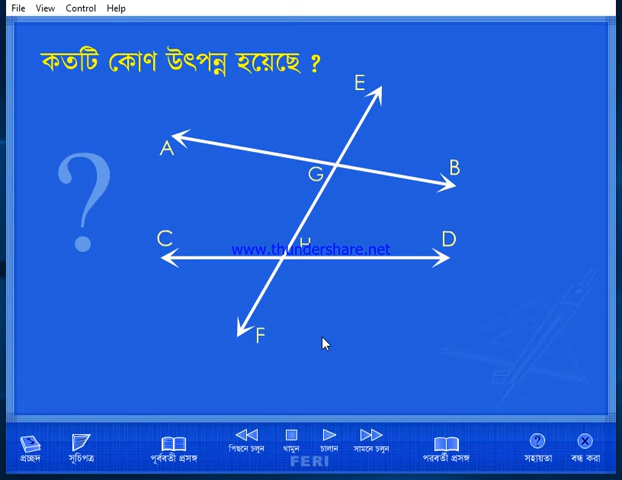 File View Control Help
কতটি কোণ উৎপন্ন হয়েছে ?
E
A
G
B
C
H
D
www.thundershare.net
F
প্রচ্ছদ
সূচিপত্র
পূর্ববর্তী প্রসঙ্গ
পিছনে চলুন
থামুন
চালান
সামনে চলুন
পরবর্তী প্রসঙ্গ
সহায়তা
বন্ধ করা
FERI